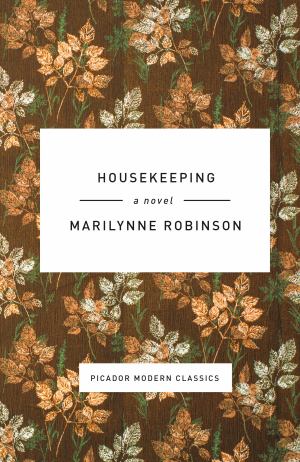 HOUSEKEEPING
a novel
MARILYNNE ROBINSON
PICADOR MODERN CLASSICS